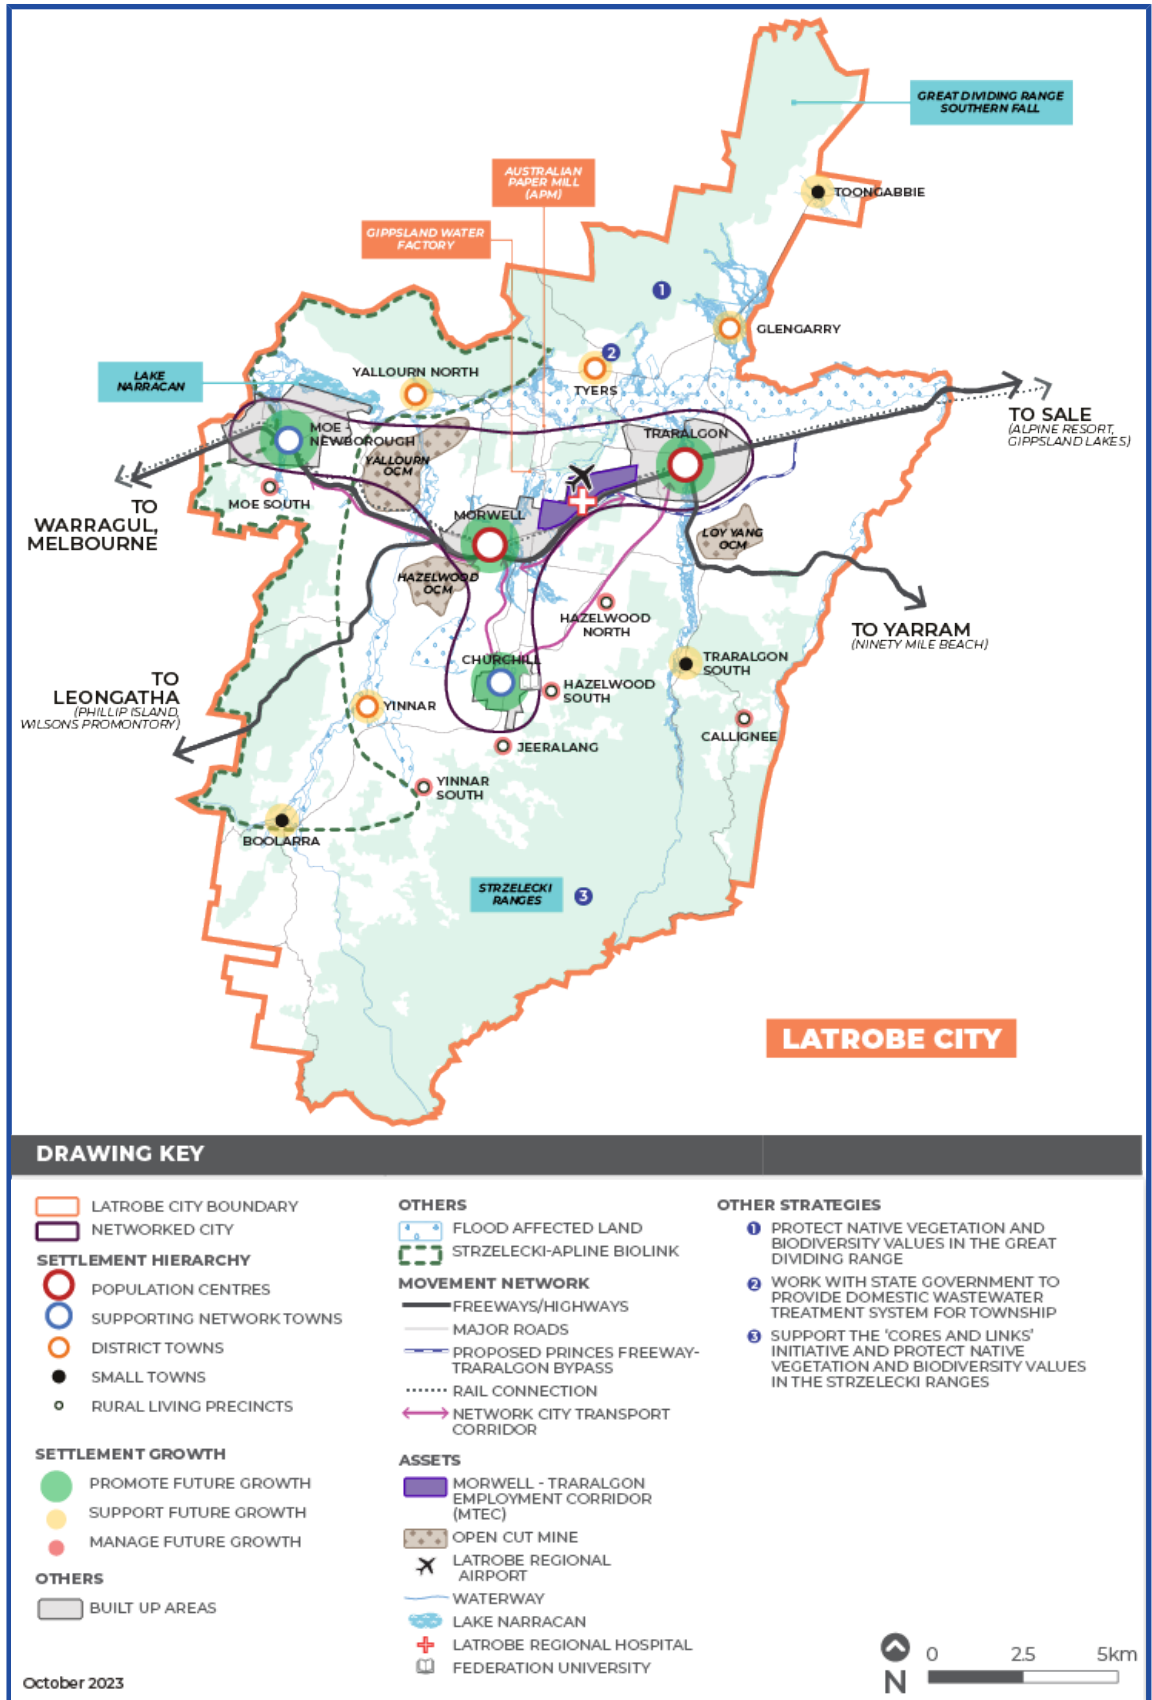 GREAT DIVIDING RANGE
SOUTHERN FALL
AUSTRALIAN
PAPER MILL
(APM)
TOONGABBIE
GIPPSLAND WATER
FACTORY
1
GLENGARRY
2
LAKE
NARRACAN
YALLOURN NORTH
TYERS
TO SALE
(ALPINE RESORT,
GIPPSLAND LAKES)
MOE -
NEWBOROUGH
TRARALGON
YALLOURN
OCM
MOE SOUTH
TO
WARRAGUL,
MELBOURNE
MORWELL
LOY YANG
OCM
HAZELWOOD
OCM
HAZELWOOD
NORTH
TO YARRAM
(NINETY MILE BEACH)
CHURCHILL
TRARALGON
SOUTH
TO
LEONGATHA
(PHILLIP ISLAND,
WILSONS PROMONTORY)
HAZELWOOD
SOUTH
YINNAR
CALLIGNEE
JEERALANG
YINNAR
SOUTH
BOOLARRA
STRZELECKI
RANGES
3
LATROBE CITY
DRAWING KEY
LATROBE CITY BOUNDARY
NETWORKED CITY
SETTLEMENT HIERARCHY
POPULATION CENTRES
SUPPORTING NETWORK TOWNS
DISTRICT TOWNS
SMALL TOWNS
RURAL LIVING PRECINCTS
SETTLEMENT GROWTH
PROMOTE FUTURE GROWTH
SUPPORT FUTURE GROWTH
MANAGE FUTURE GROWTH
OTHERS
BUILT UP AREAS
October 2023
OTHERS
FLOOD AFFECTED LAND
STRZELECKI-APLINE BIOLINK
MOVEMENT NETWORK
FREEWAYS/HIGHWAYS
MAJOR ROADS
PROPOSED PRINCES FREEWAY-
TRARALGON BYPASS
RAIL CONNECTION
NETWORK CITY TRANSPORT
CORRIDOR
ASSETS
MORWELL - TRARALGON
EMPLOYMENT CORRIDOR
(MTEC)
OPEN CUT MINE
LATROBE REGIONAL
AIRPORT
WATERWAY
LAKE NARRACAN
LATROBE REGIONAL HOSPITAL
FEDERATION UNIVERSITY
OTHER STRATEGIES
1 PROTECT NATIVE VEGETATION AND
BIODIVERSITY VALUES IN THE GREAT
DIVIDING RANGE
2 WORK WITH STATE GOVERNMENT TO
PROVIDE DOMESTIC WASTEWATER
TREATMENT SYSTEM FOR TOWNSHIP
3 SUPPORT THE 'CORES AND LINKS'
INITIATIVE AND PROTECT NATIVE
VEGETATION AND BIODIVERSITY VALUES
IN THE STRZELECKI RANGES
N
0 2.5 5km